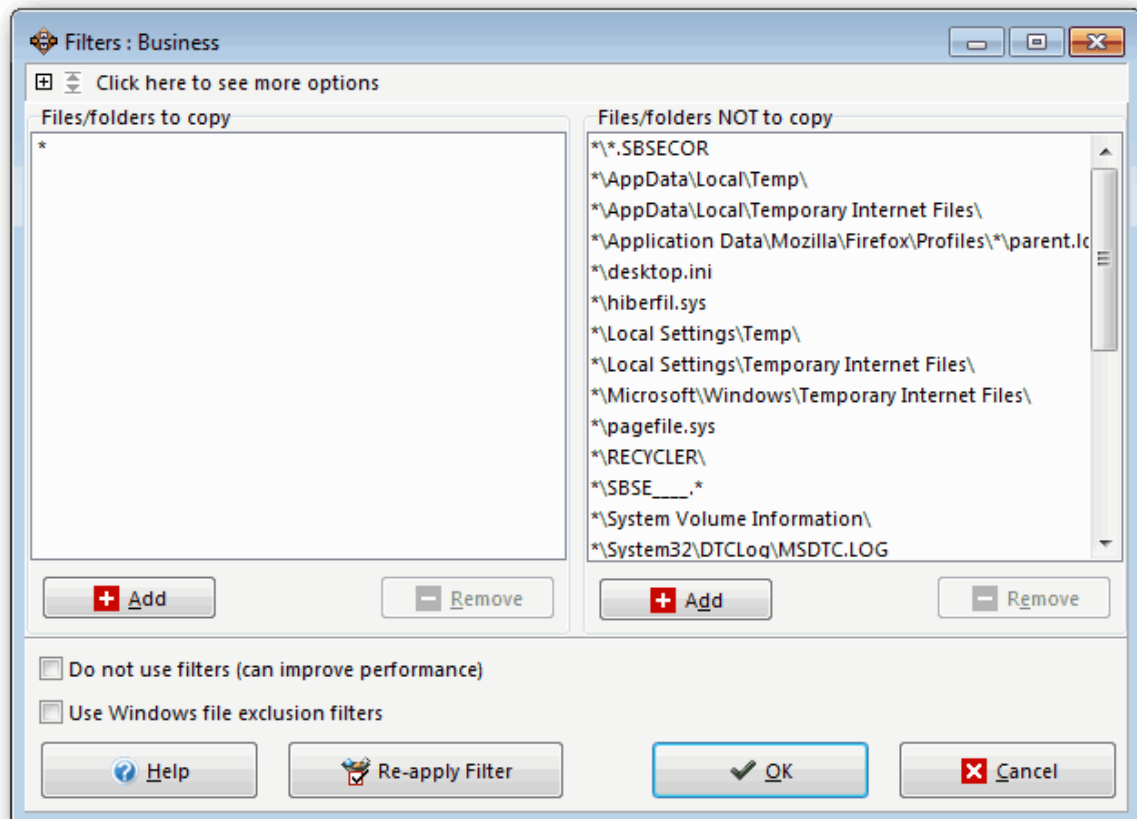 Filters : Business
Click here to see more options
Files/folders to copy
*
Files/folders NOT to copy
*\*.SBSECOR
*\AppData\Local\Temp\
*\AppData\Local\Temporary Internet Files\
*\Application Data\Mozilla\Firefox\Profiles\*\parent.lo
*\desktop.ini
*\hiberfil.sys
*\Local Settings\Temp\
*\Local Settings\Temporary Internet Files\
*\Microsoft\Windows\Temporary Internet Files\
*\pagefile.sys
*\RECYCLER\
*\SBSE____.*
*\System Volume Information\
*\System32\DTCLog\MSDTC.LOG
Add
Remove
Add
Remove
Do not use filters (can improve performance)
Use Windows file exclusion filters
Help
Re-apply Filter
OK
Cancel